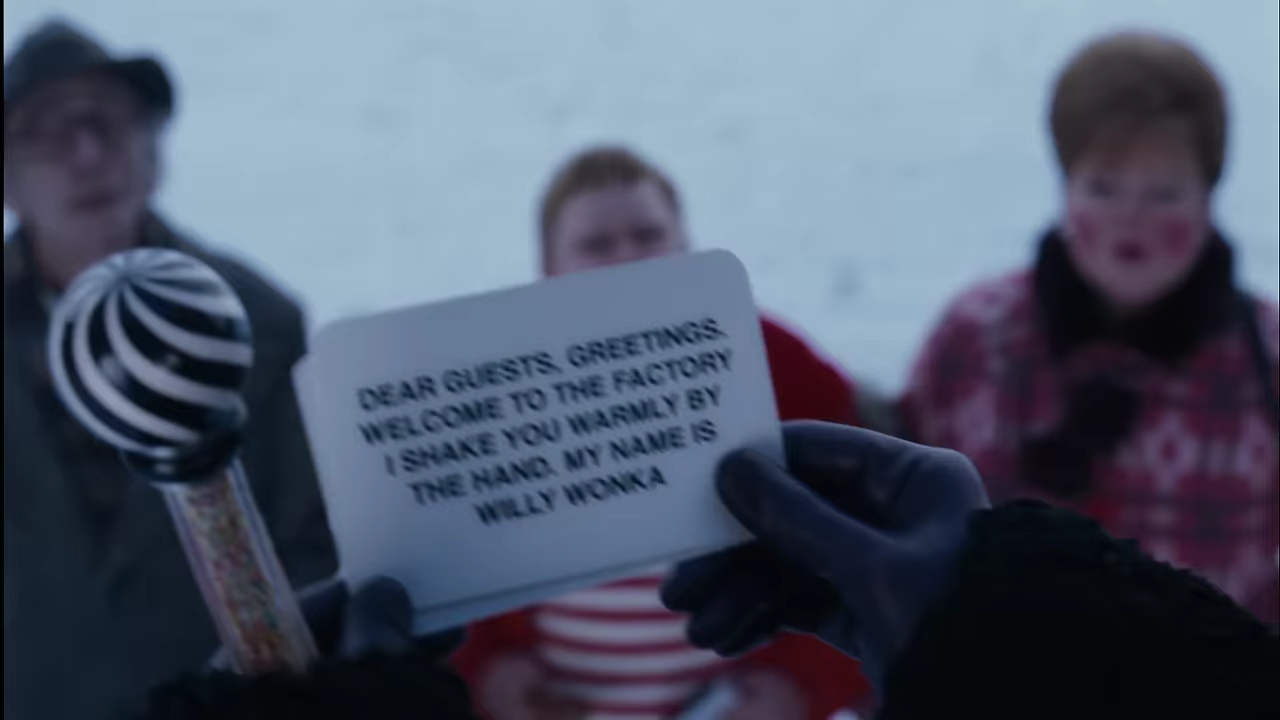 DEAR GUESTS, GREETINGS.
WELCOME TO THE FACTORY
I SHAKE YOU WARMLY BY
THE HAND. MY NAME IS
WILLY WONKA